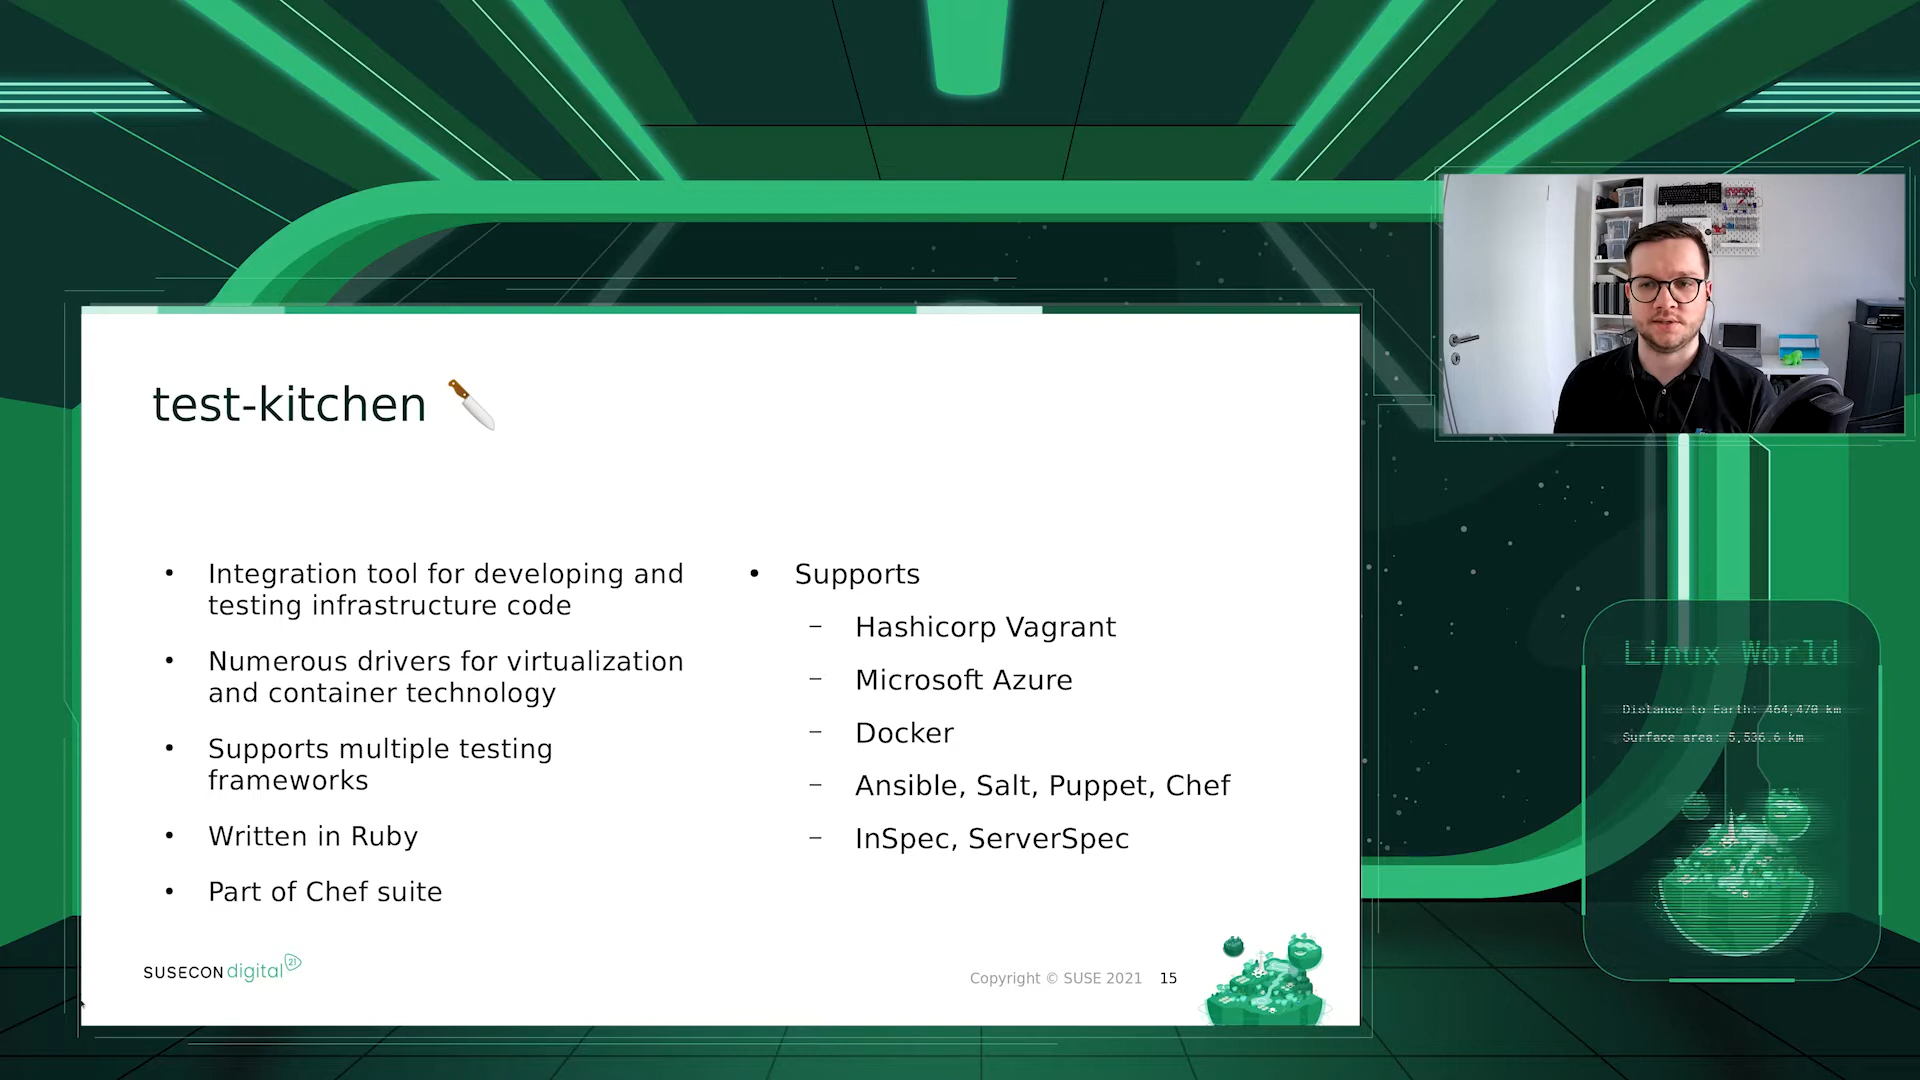 test-kitchen
• Integration tool for developing and
testing infrastructure code
• Numerous drivers for virtualization
and container technology
• Supports multiple testing
frameworks
• Written in Ruby
• Part of Chef suite
• Supports
– Hashicorp Vagrant
– Microsoft Azure
– Docker
– Ansible, Salt, Puppet, Chef
– InSpec, ServerSpec
SUSECON digital 21
Copyright © SUSE 2021 15
Linux World
Distance to Earth: 464,470 km
Surface area: 5,536.6 km